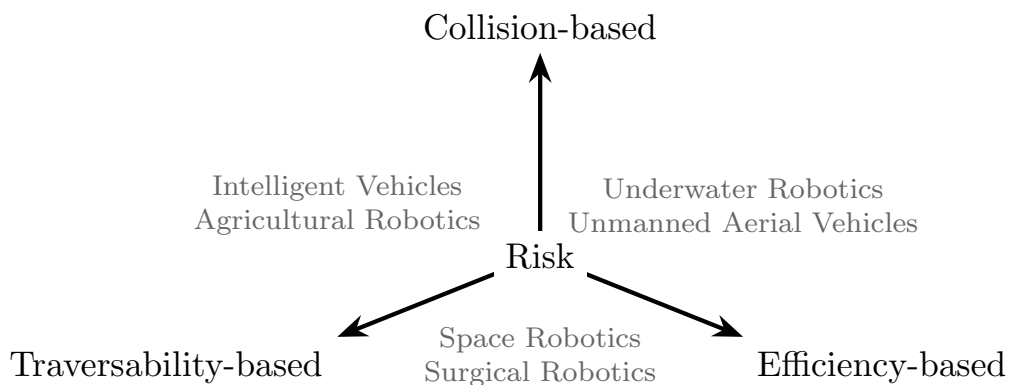 Collision-based
Intelligent Vehicles
Agricultural Robotics
Underwater Robotics
Unmanned Aerial Vehicles
Risk
Traversability-based
Space Robotics
Surgical Robotics
Efficiency-based